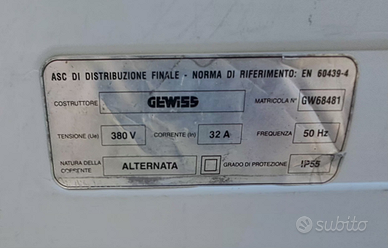 ASC DI DISTRIBUZIONE FINALE - NORMA DI RIFERIMENTO: EN 60439-4
COSTRUTTORE GEWISS MATRICOLA N° GW68481
TENSIONE (Ue) 380 V CORRENTE (In) 32 A FREQUENZA 50 Hz
NATURA DELLA CORRENTE ALTERNATA GRADO DI PROTEZIONE IP55
subito